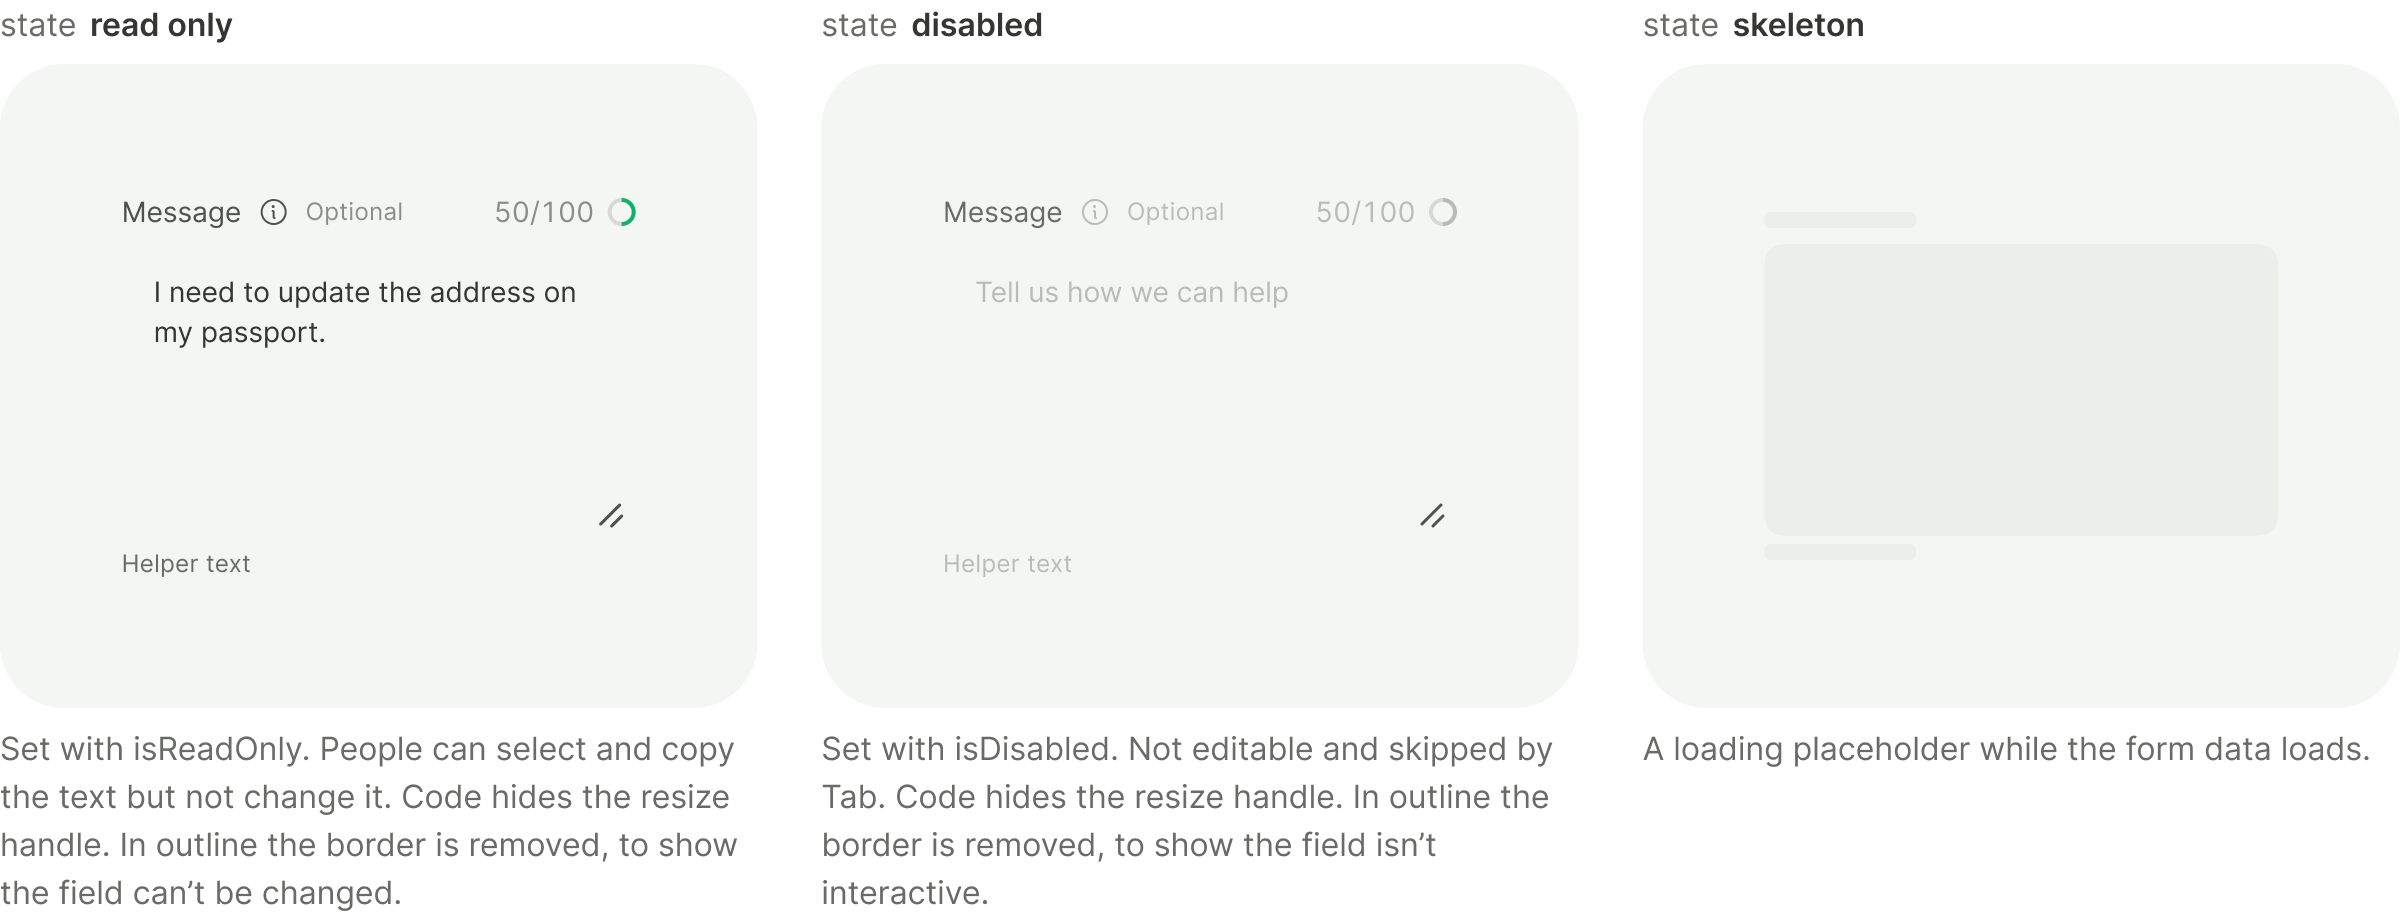 state read only
Message Optional 50/100
I need to update the address on
my passport.
Helper text
Set with isReadOnly. People can select and copy
the text but not change it. Code hides the resize
handle. In outline the border is removed, to show
the field can’t be changed.
state disabled
Message Optional 50/100
Tell us how we can help
Helper text
Set with isDisabled. Not editable and skipped by
Tab. Code hides the resize handle. In outline the
border is removed, to show the field isn’t
interactive.
state skeleton
A loading placeholder while the form data loads.